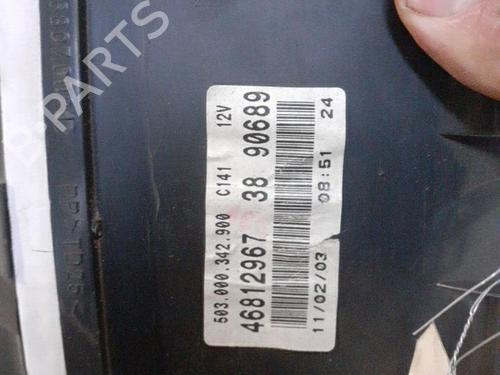 503.000.342.900 C141 12V
46812967 38 90689
11/02/03 08:51 24
B-PARTS